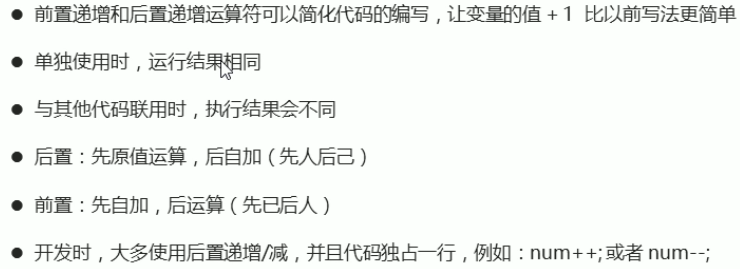 ● 前置递增和后置递增运算符可以简化代码的编写，让变量的值 + 1 比以前写法更简单
● 单独使用时，运行结果相同
● 与其他代码联用时，执行结果会不同
● 后置：先原值运算，后自加（先人后己）
● 前置：先自加，后运算（先已后人）
● 开发时，大多使用后置递增/减，并且代码独占一行，例如：num++; 或者 num--;